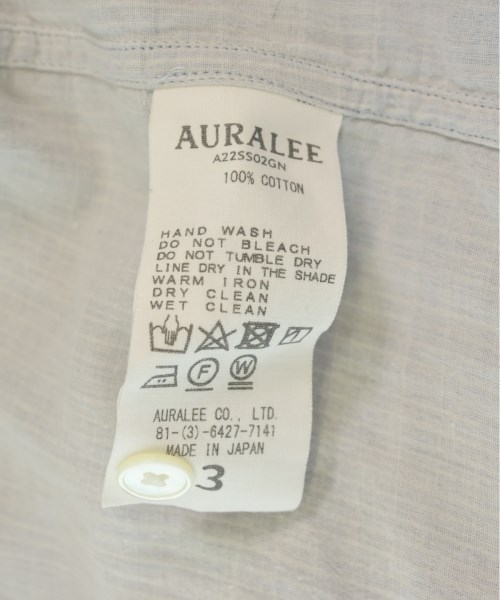 AURALEE
A22SS02GN
100% COTTON
HAND WASH
DO NOT BLEACH
DO NOT TUMBLE DRY
LINE DRY IN THE SHADE
WARM IRON
DRY CLEAN
WET CLEAN
F W
AURALEE CO., LTD.
81-(3)-6427-7141
MADE IN JAPAN
3